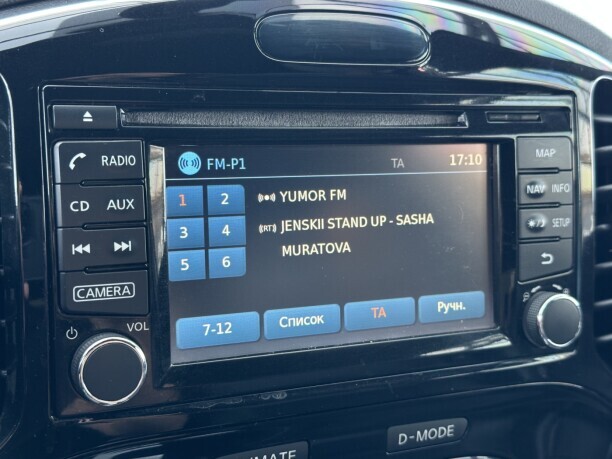 RADIO
CD AUX
CAMERA
VOL
FM-P1 TA 17:10
1 2 YUMOR FM
3 4 (RT) JENSKII STAND UP - SASHA
MURATOVA
5 6
7-12 Список TA Ручн.
MAP
NAV INFO
SETUP
D-MODE